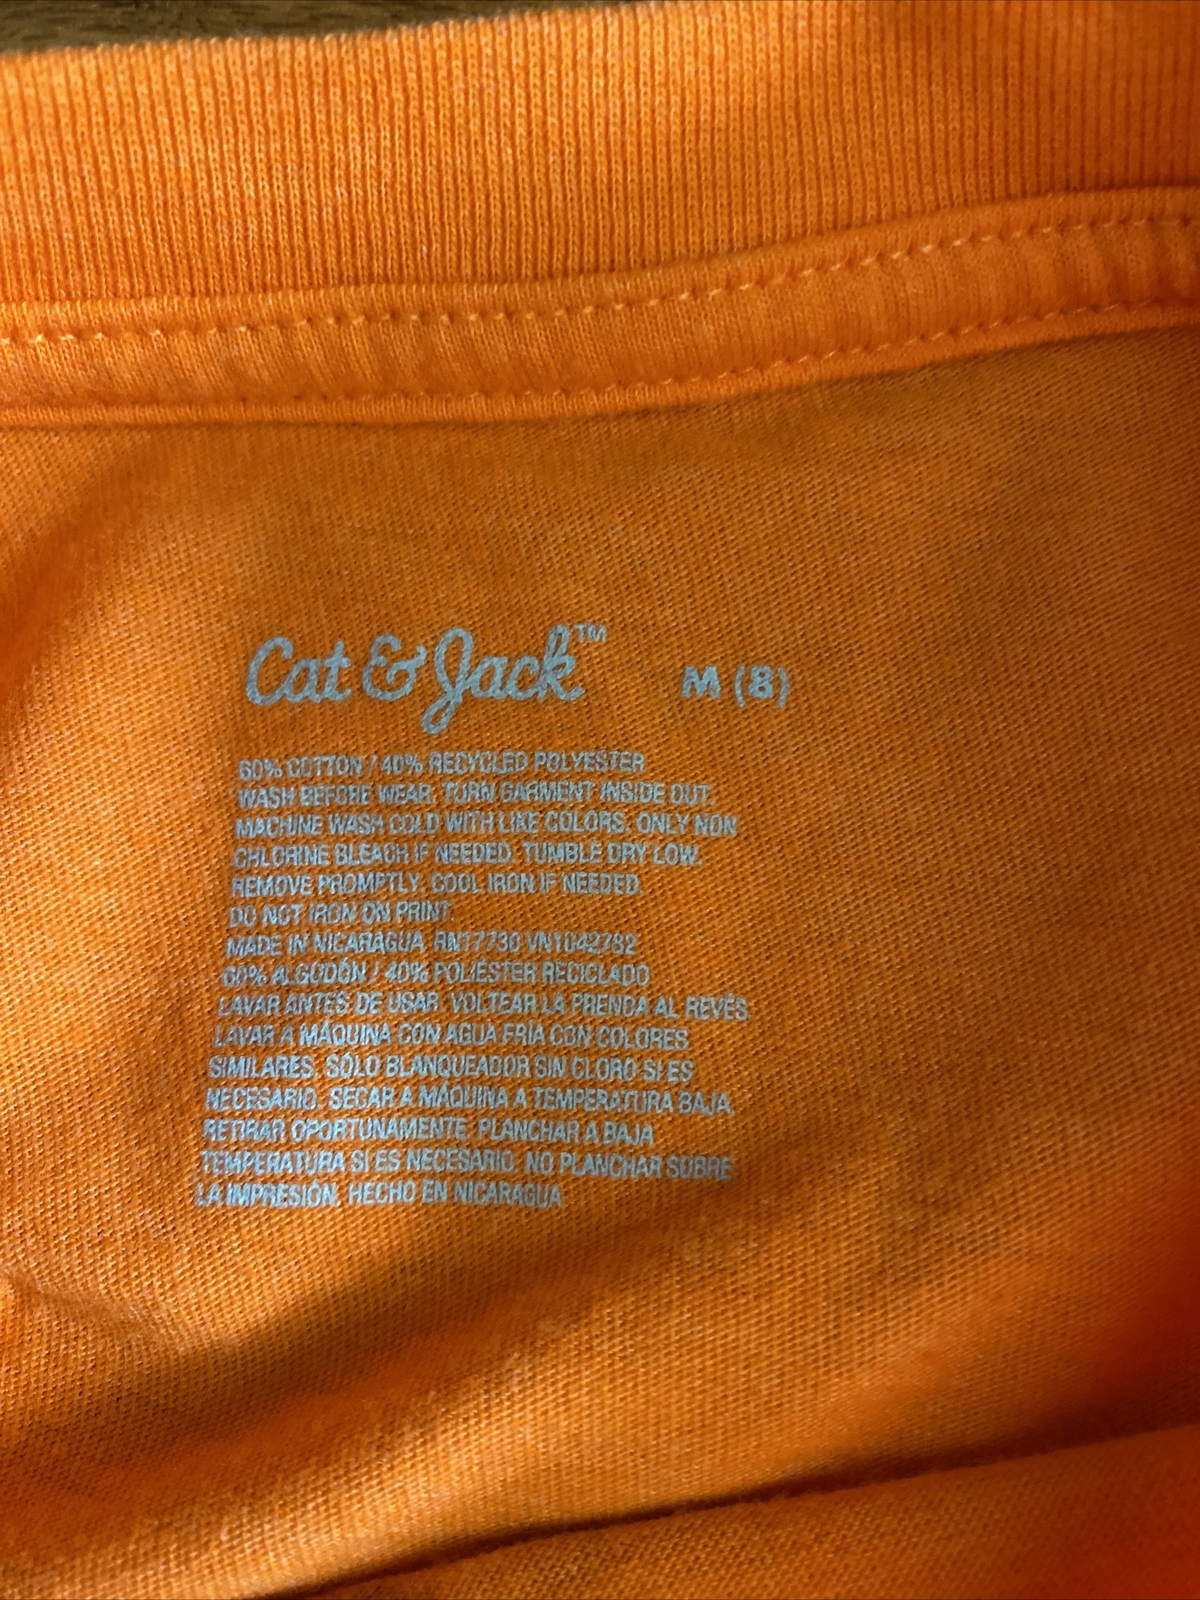 Cat & Jack™ M (8)
60% COTTON / 40% RECYCLED POLYESTER
WASH BEFORE WEAR. TURN GARMENT INSIDE OUT.
MACHINE WASH COLD WITH LIKE COLORS. ONLY NON
CHLORINE BLEACH IF NEEDED. TUMBLE DRY LOW.
REMOVE PROMPTLY. COOL IRON IF NEEDED.
DO NOT IRON ON PRINT.
MADE IN NICARAGUA RN17730 VN1042782
60% ALGODÓN / 40% POLIÉSTER RECICLADO
LAVAR ANTES DE USAR. VOLTEAR LA PRENDA AL REVÉS.
LAVAR A MÁQUINA CON AGUA FRÍA CON COLORES
SIMILARES. SÓLO BLANQUEADOR SIN CLORO SI ES
NECESARIO. SECAR A MÁQUINA A TEMPERATURA BAJA.
RETIRAR OPORTUNAMENTE. PLANCHAR A BAJA
TEMPERATURA SI ES NECESARIO. NO PLANCHAR SOBRE
LA IMPRESIÓN. HECHO EN NICARAGUA